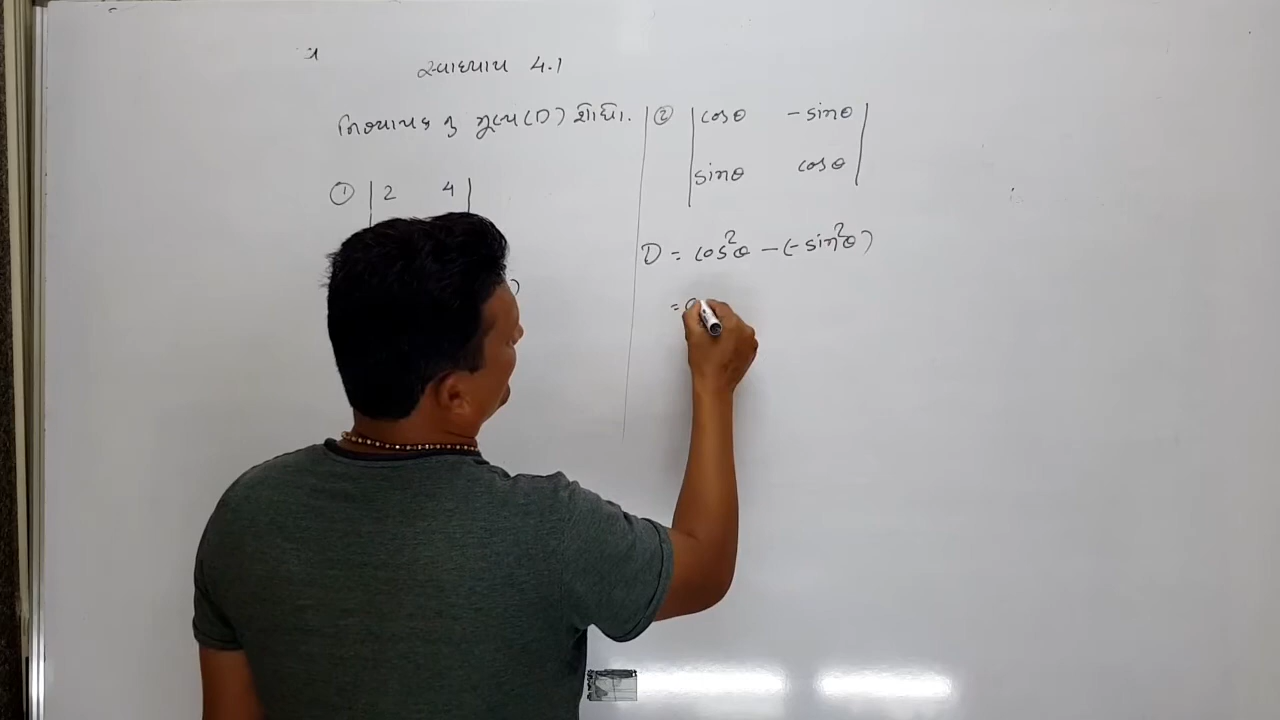 સ્વાધ્યાય 4.1
નિશ્ચાયક નુ મૂલ્ય (D) શોધો.
① | 2 4 |
)
② | cosθ - sinθ |
| sinθ cosθ |
D = cos²θ - (- sin²θ)
= c